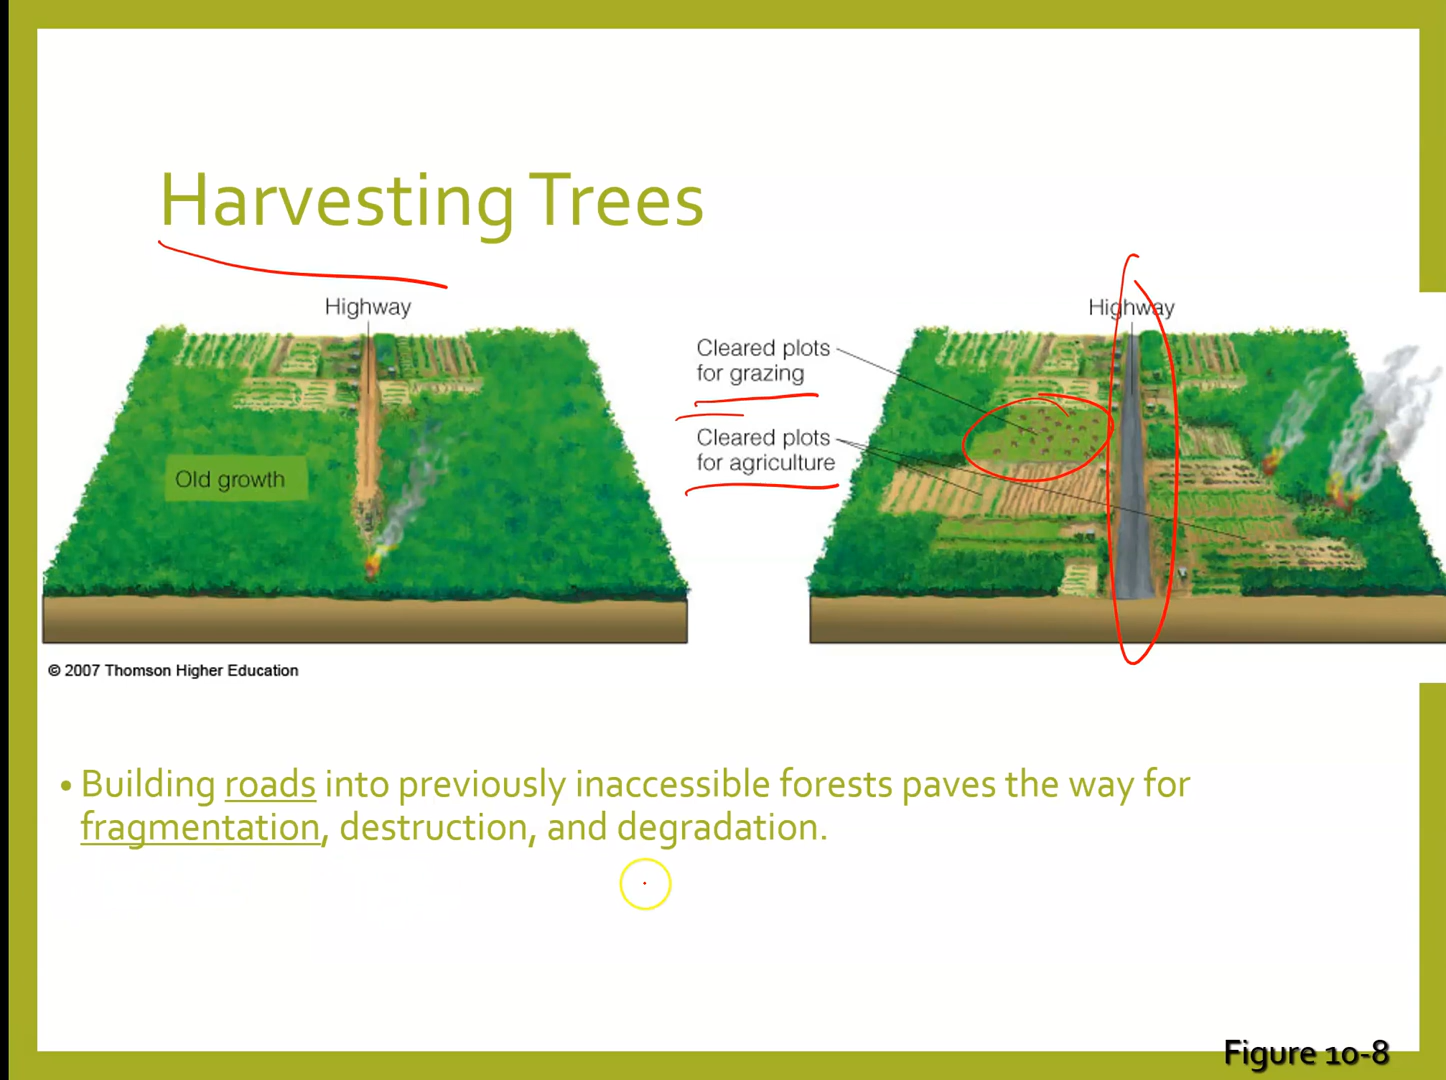 Harvesting Trees
Highway
Old growth
Cleared plots
for grazing
Cleared plots
for agriculture
Highway
© 2007 Thomson Higher Education
• Building roads into previously inaccessible forests paves the way for
fragmentation, destruction, and degradation.
Figure 10-8